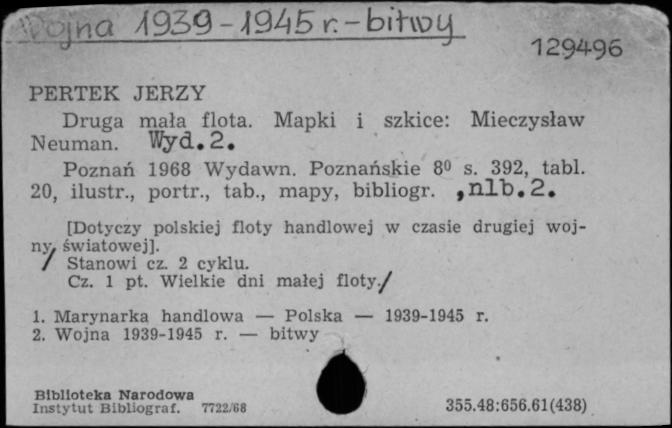 Wojna 1939-1945 r.-bitwy
129496
PERTEK JERZY
Druga mała flota. Mapki i szkice: Mieczysław
Neuman. Wyd.2.
Poznań 1968 Wydawn. Poznańskie 8⁰ s. 392, tabl.
20, ilustr., portr., tab., mapy, bibliogr. ,nlb.2.
[Dotyczy polskiej floty handlowej w czasie drugiej woj-
ny światowej].
/ Stanowi cz. 2 cyklu.
Cz. 1 pt. Wielkie dni małej floty./
1. Marynarka handlowa — Polska — 1939-1945 r.
2. Wojna 1939-1945 r. — bitwy
Biblioteka Narodowa
Instytut Bibliograf. 7722/68
355.48:656.61(438)